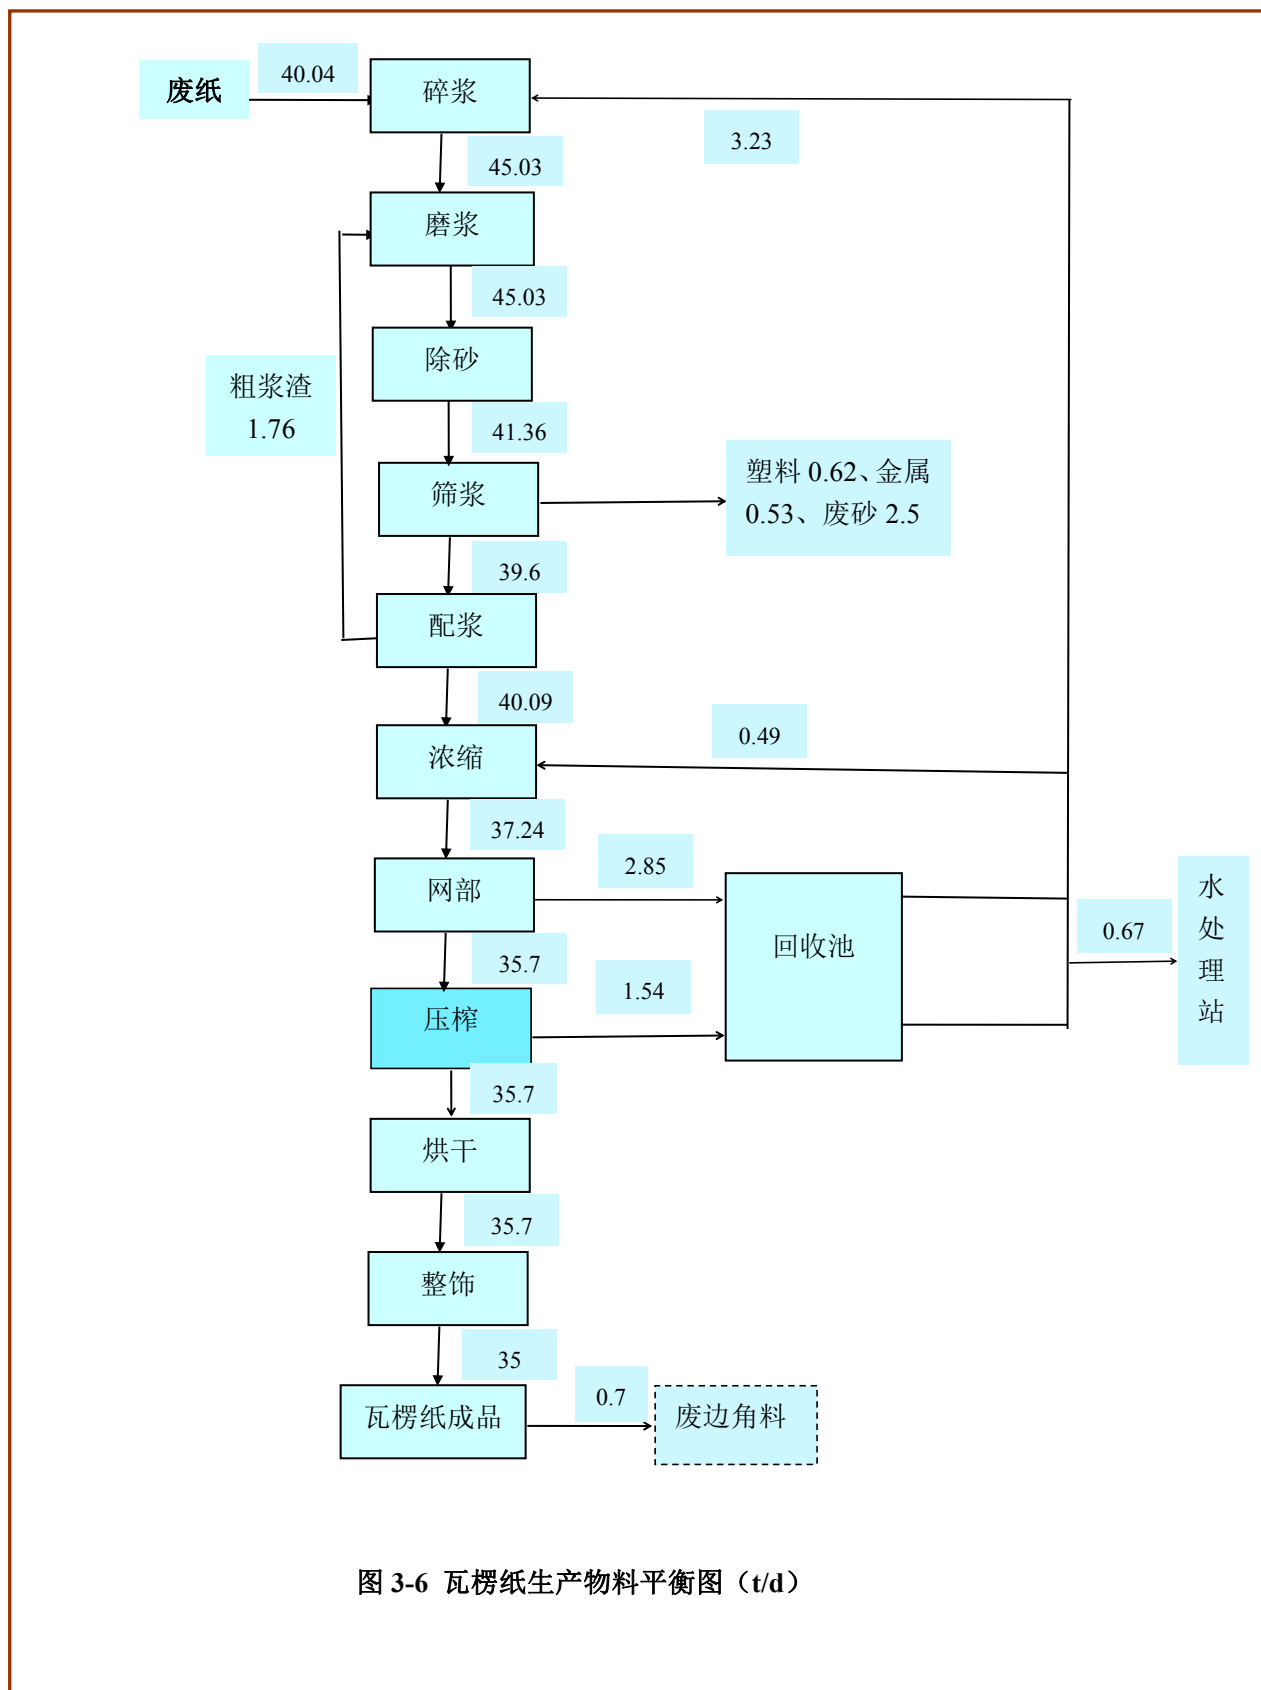 40.04
废纸
碎浆
3.23
45.03
磨浆
45.03
除砂
粗浆渣
1.76
41.36
筛浆
塑料 0.62、金属
0.53、废砂 2.5
39.6
配浆
40.09
0.49
浓缩
37.24
2.85
网部
回收池
水
处
理
站
0.67
35.7
1.54
压榨
35.7
烘干
35.7
整饰
35
0.7
瓦楞纸成品
废边角料
图 3-6 瓦楞纸生产物料平衡图（t/d）